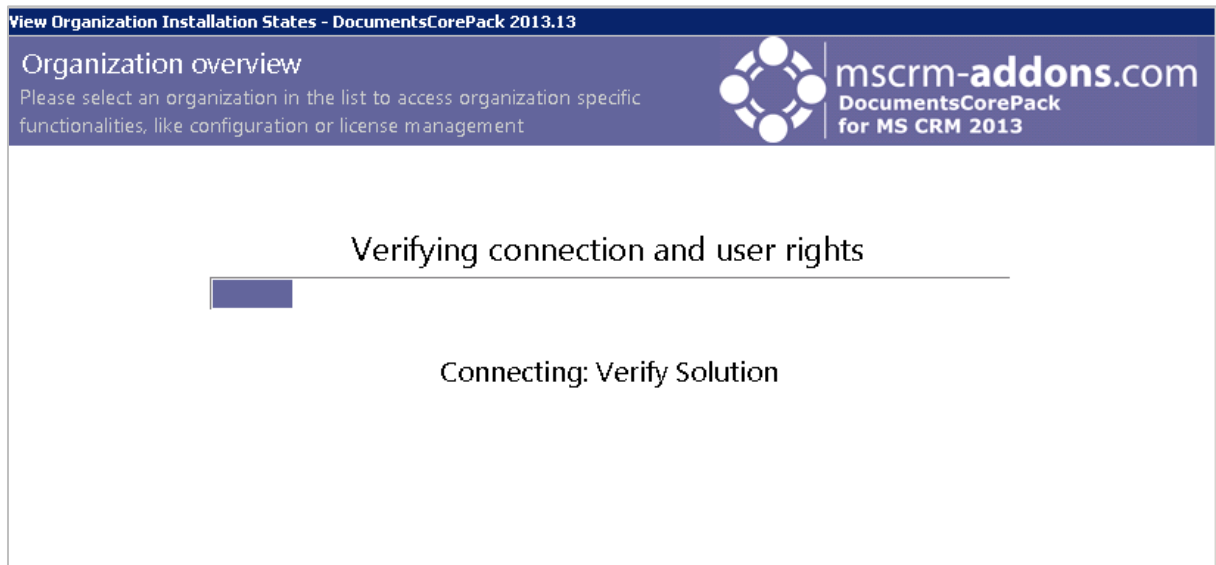 View Organization Installation States - DocumentsCorePack 2013.13
Organization overview
Please select an organization in the list to access organization specific
functionalities, like configuration or license management
mscrm-addons.com
DocumentsCorePack
for MS CRM 2013
Verifying connection and user rights
Connecting: Verify Solution